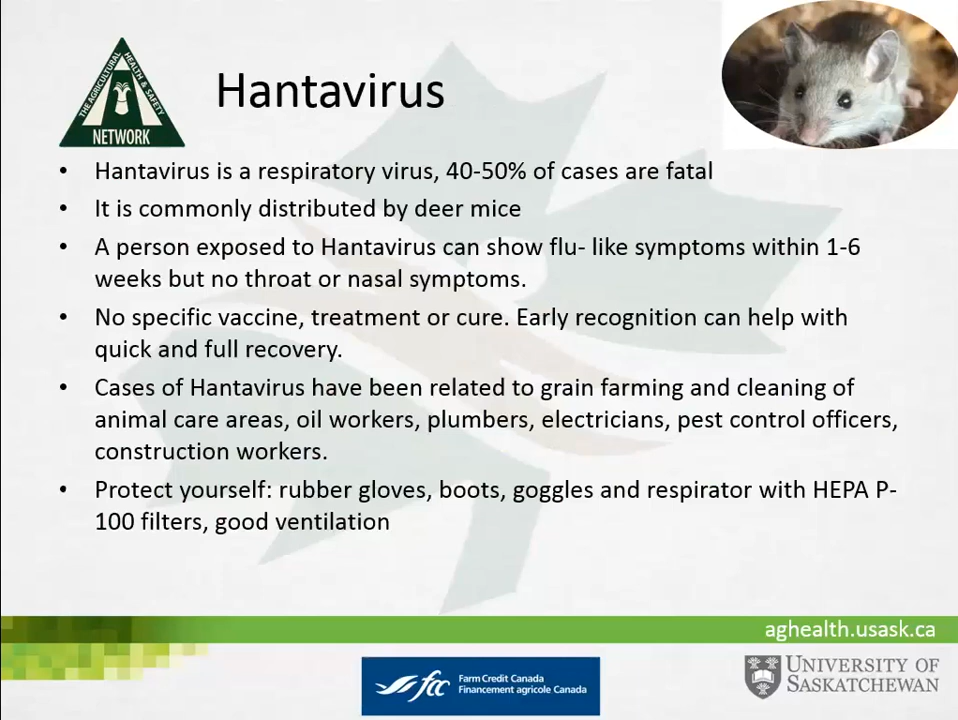 THE AGRICULTURAL
HEALTH & SAFETY
NETWORK
Hantavirus
• Hantavirus is a respiratory virus, 40-50% of cases are fatal
• It is commonly distributed by deer mice
• A person exposed to Hantavirus can show flu- like symptoms within 1-6
weeks but no throat or nasal symptoms.
• No specific vaccine, treatment or cure. Early recognition can help with
quick and full recovery.
• Cases of Hantavirus have been related to grain farming and cleaning of
animal care areas, oil workers, plumbers, electricians, pest control officers,
construction workers.
• Protect yourself: rubber gloves, boots, goggles and respirator with HEPA P-
100 filters, good ventilation
aghealth.usask.ca
fcc
Farm Credit Canada
Financement agricole Canada
UNIVERSITY OF
SASKATCHEWAN